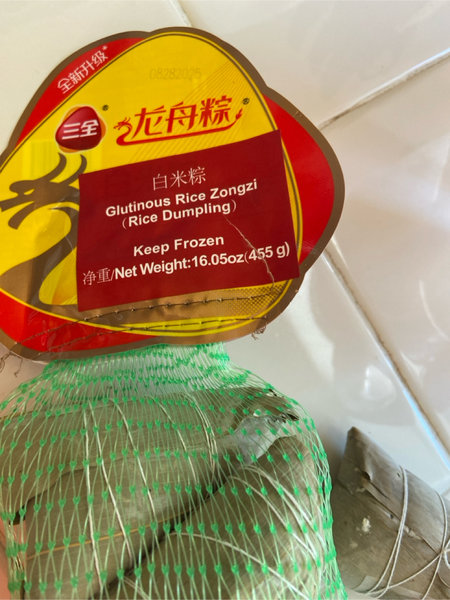 全新升级
08282025
三全®
龙舟粽®
白米粽
Glutinous Rice Zongzi
(Rice Dumpling)
Keep Frozen
净重/Net Weight:16.05oz(455 g)